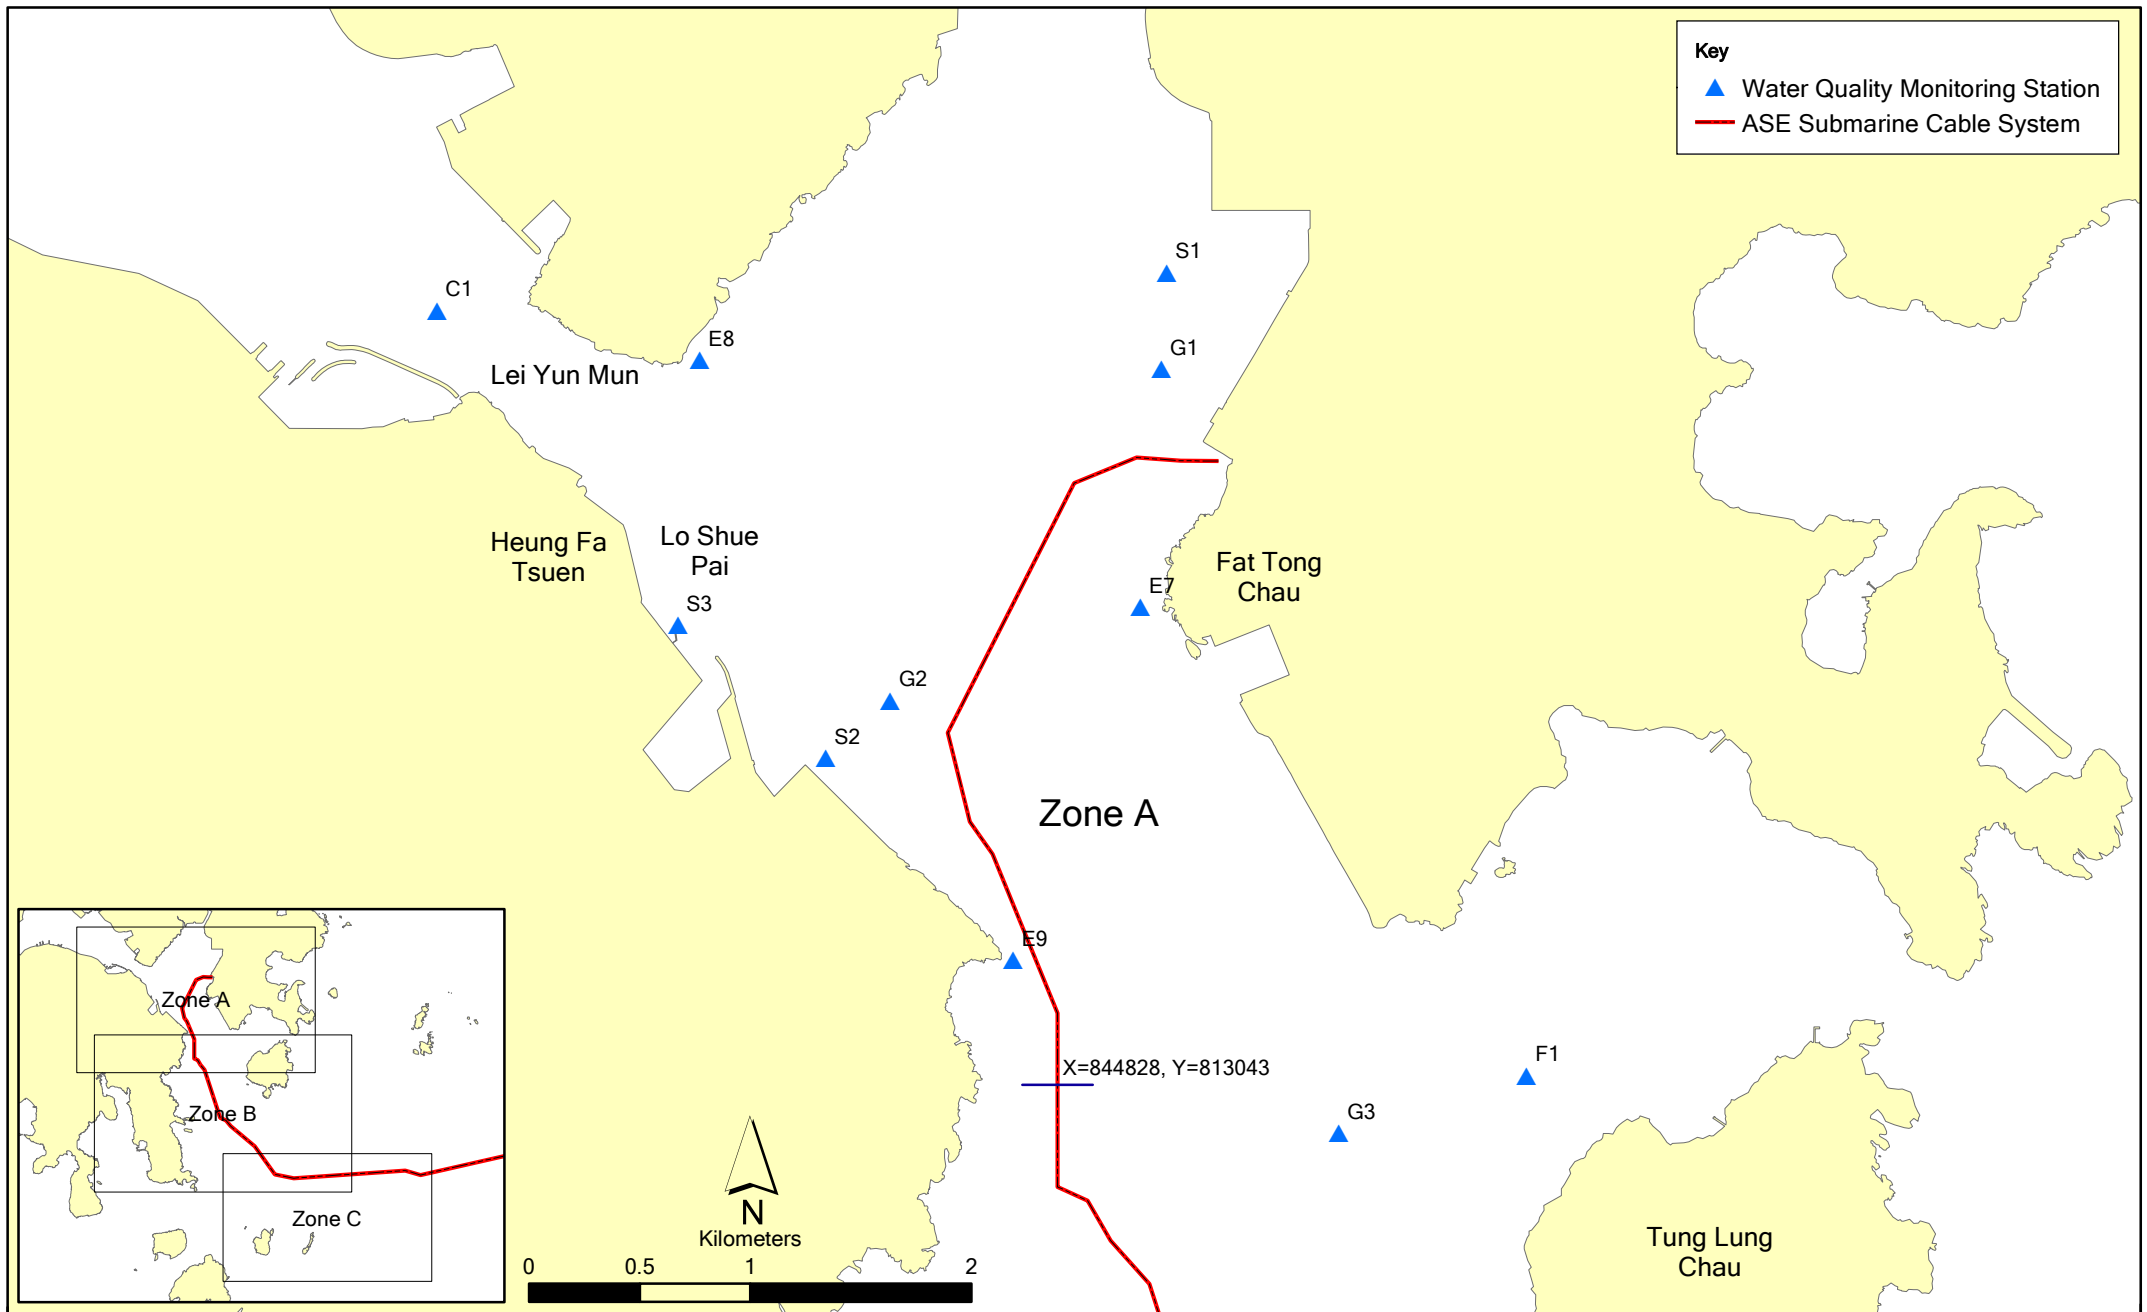 Key
Water Quality Monitoring Station
ASE Submarine Cable System
S1
C1
E8
G1
Lei Yun Mun
Heung Fa
Tsuen
Lo Shue
Pai
Fat Tong
Chau
E7
S3
G2
S2
Zone A
E9
X=844828, Y=813043
F1
G3
Tung Lung
Chau
Zone A
Zone B
Zone C
N
Kilometers
0 0.5 1 2